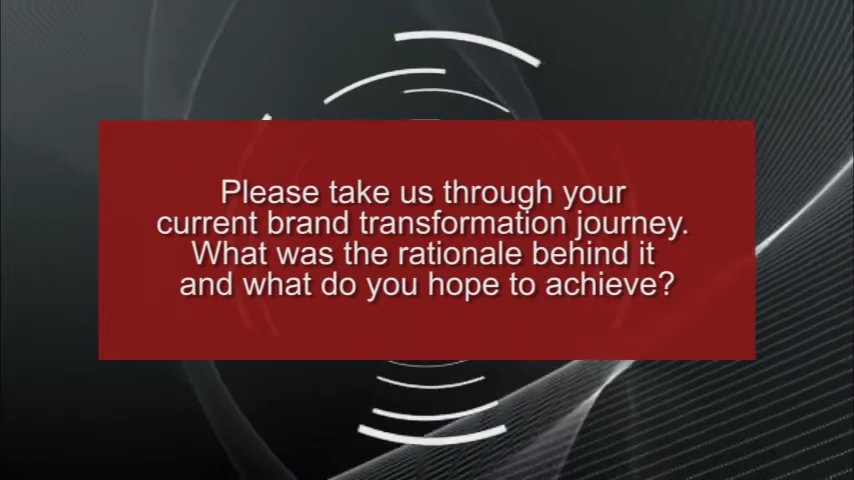 Please take us through your
current brand transformation journey.
What was the rationale behind it
and what do you hope to achieve?